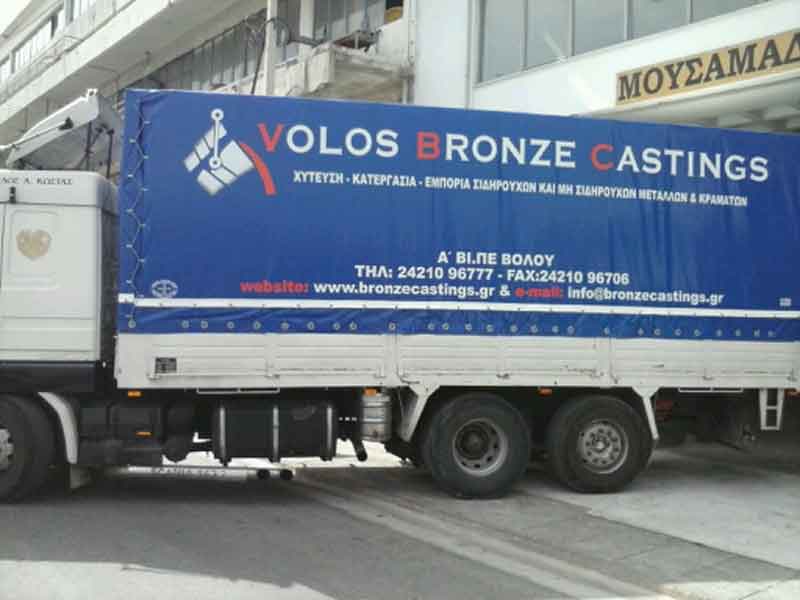 ΜΟΥΣΑΜΑΔ
VOLOS BRONZE CASTINGS
ΧΥΤΕΥΣΗ - ΚΑΤΕΡΓΑΣΙΑ - ΕΜΠΟΡΙΑ ΣΙΔΗΡΟΥΧΩΝ ΚΑΙ ΜΗ ΣΙΔΗΡΟΥΧΩΝ ΜΕΤΑΛΛΩΝ & ΚΡΑΜΑΤΩΝ
Α΄ ΒΙ.ΠΕ ΒΟΛΟΥ
ΤΗΛ: 24210 96777 - FAX:24210 96706
website: www.bronzecastings.gr & e-mail: info@bronzecastings.gr
Α. ΚΩΣΤΑΣ